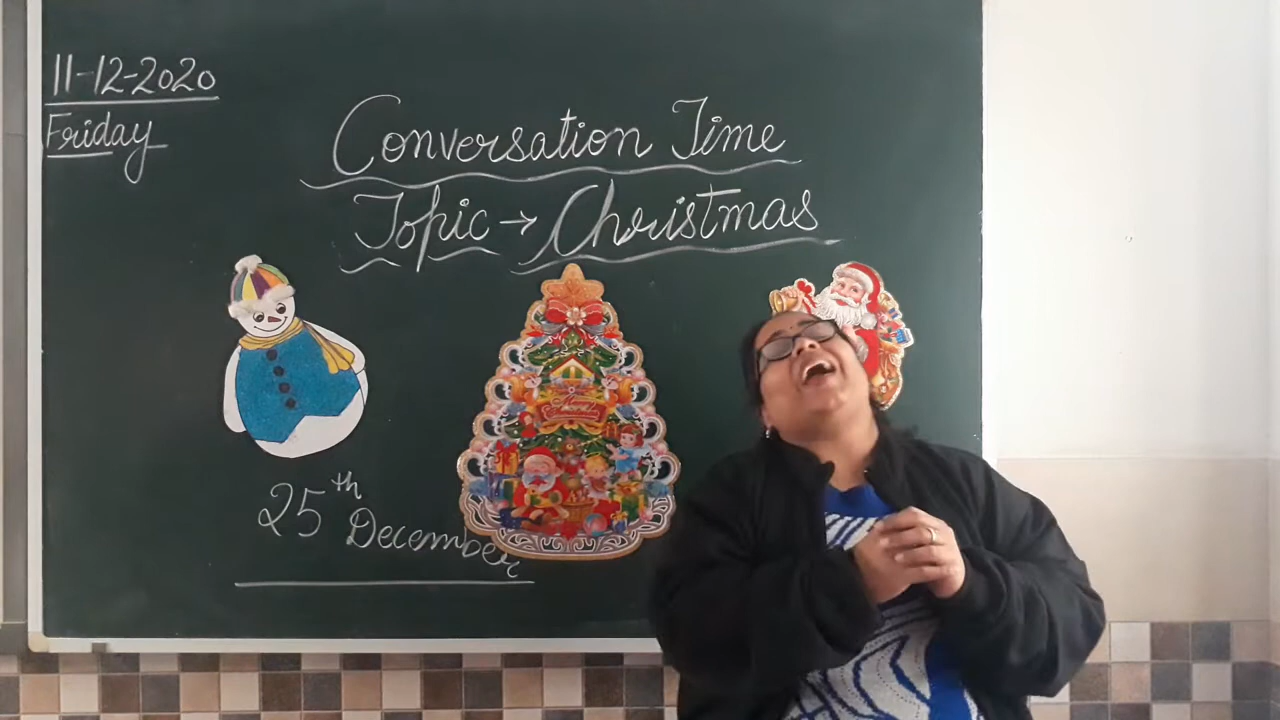 11-12-2020
Friday
Conversation Time
Topic → Christmas
25th December